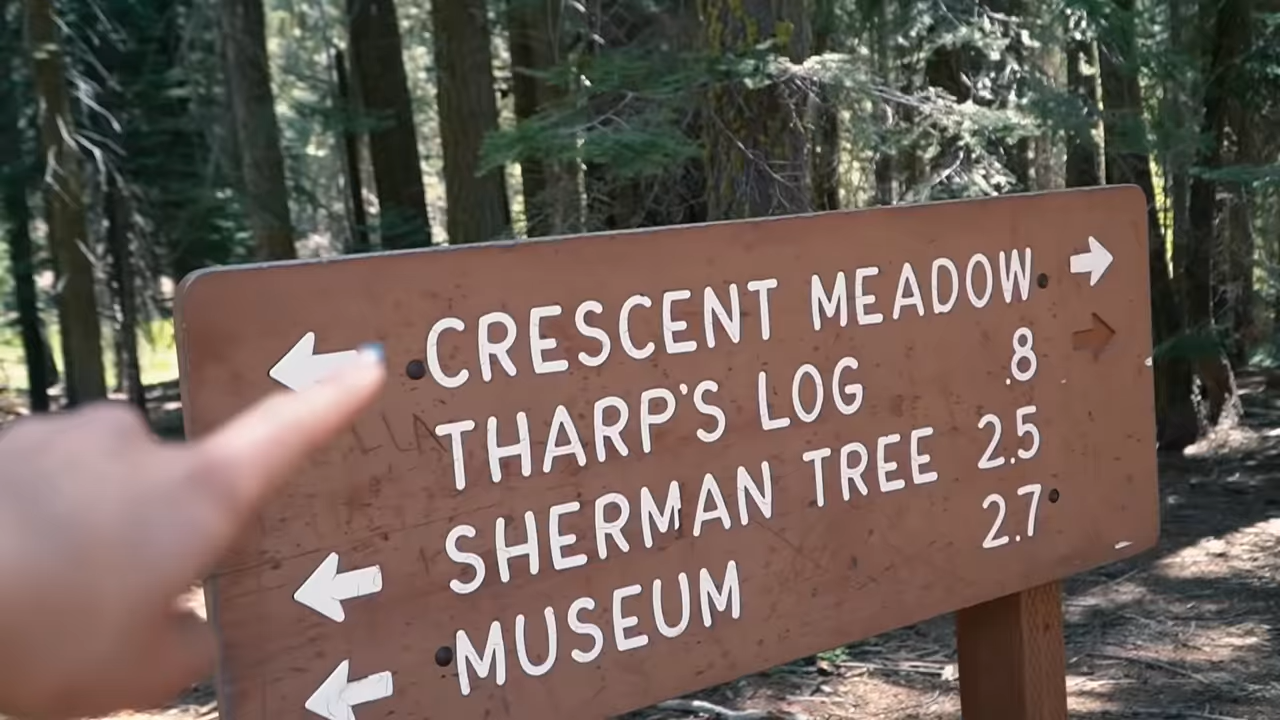 CRESCENT MEADOW
THARP'S LOG .8
SHERMAN TREE 2.5
MUSEUM 2.7